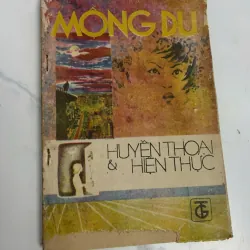 MỘNG DU
HUYỀN THOẠI
& HIỆN THỰC